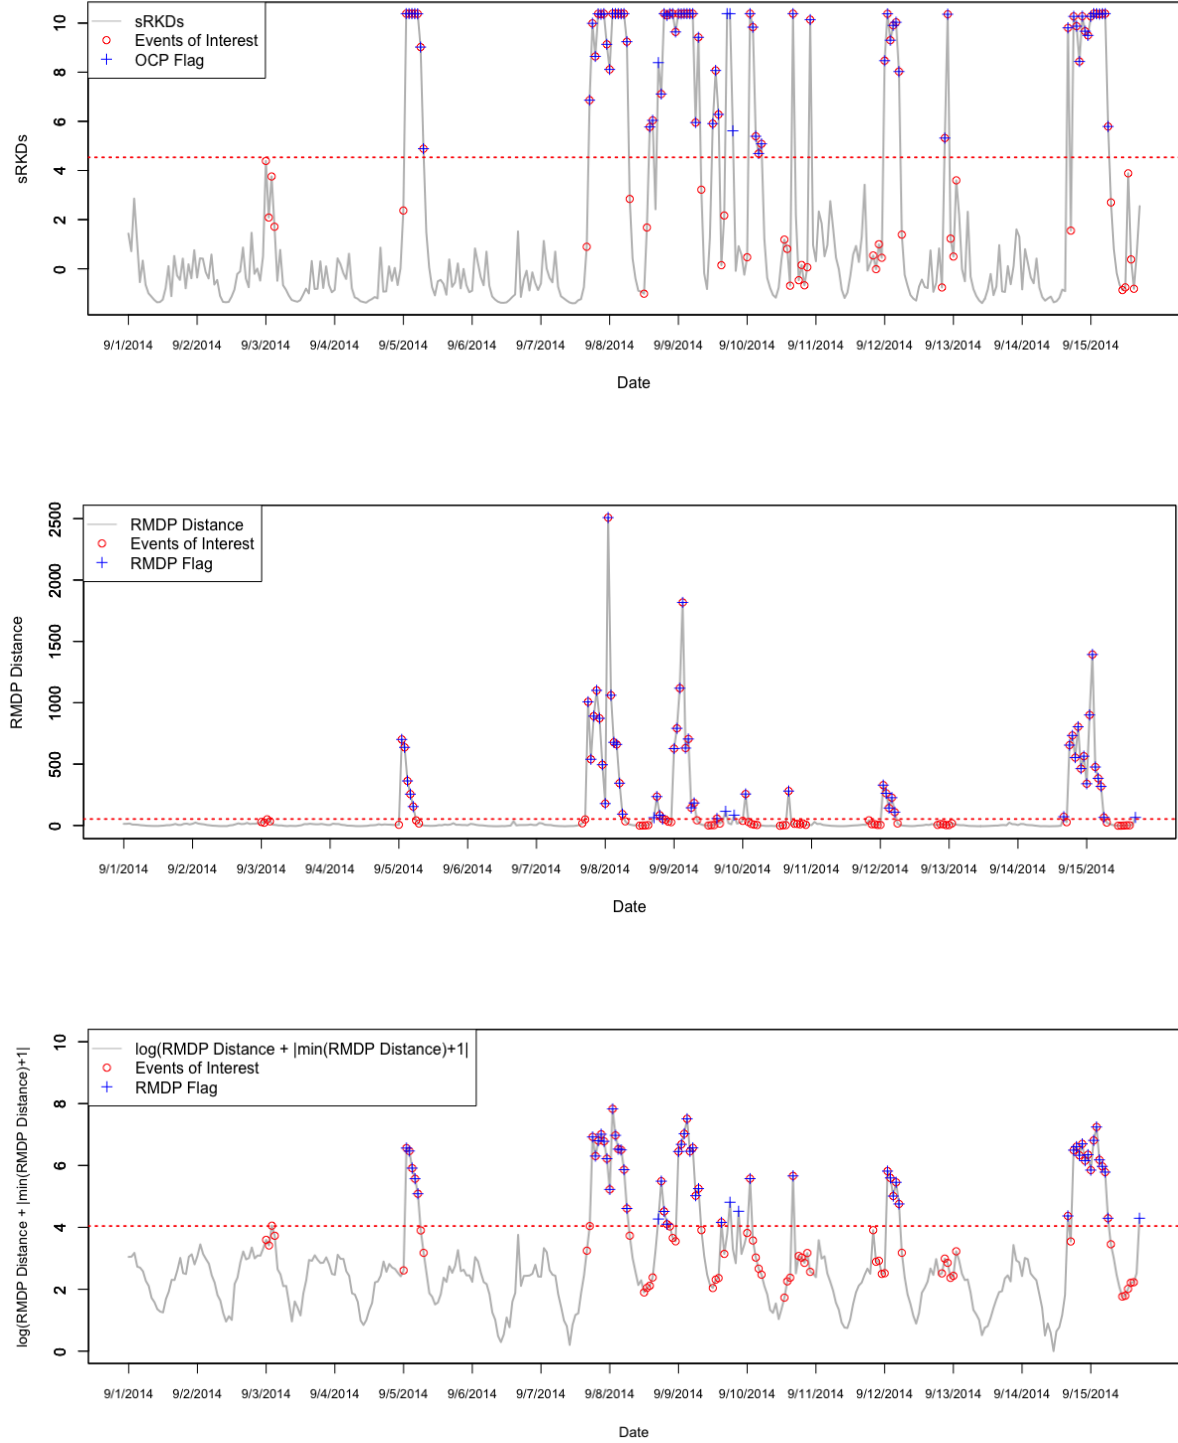 sRKDs
Events of Interest
OCP Flag
sRKDs
10
8
6
4
2
0
9/1/2014 9/2/2014 9/3/2014 9/4/2014 9/5/2014 9/6/2014 9/7/2014 9/8/2014 9/9/2014 9/10/2014 9/11/2014 9/12/2014 9/13/2014 9/14/2014 9/15/2014
Date
RMDP Distance
Events of Interest
RMDP Flag
RMDP Distance
2500
2000
1500
1000
500
0
9/1/2014 9/2/2014 9/3/2014 9/4/2014 9/5/2014 9/6/2014 9/7/2014 9/8/2014 9/9/2014 9/10/2014 9/11/2014 9/12/2014 9/13/2014 9/14/2014 9/15/2014
Date
log(RMDP Distance + |min(RMDP Distance)+1|
Events of Interest
RMDP Flag
log(RMDP Distance + |min(RMDP Distance)+1|
10
8
6
4
2
0
9/1/2014 9/2/2014 9/3/2014 9/4/2014 9/5/2014 9/6/2014 9/7/2014 9/8/2014 9/9/2014 9/10/2014 9/11/2014 9/12/2014 9/13/2014 9/14/2014 9/15/2014
Date